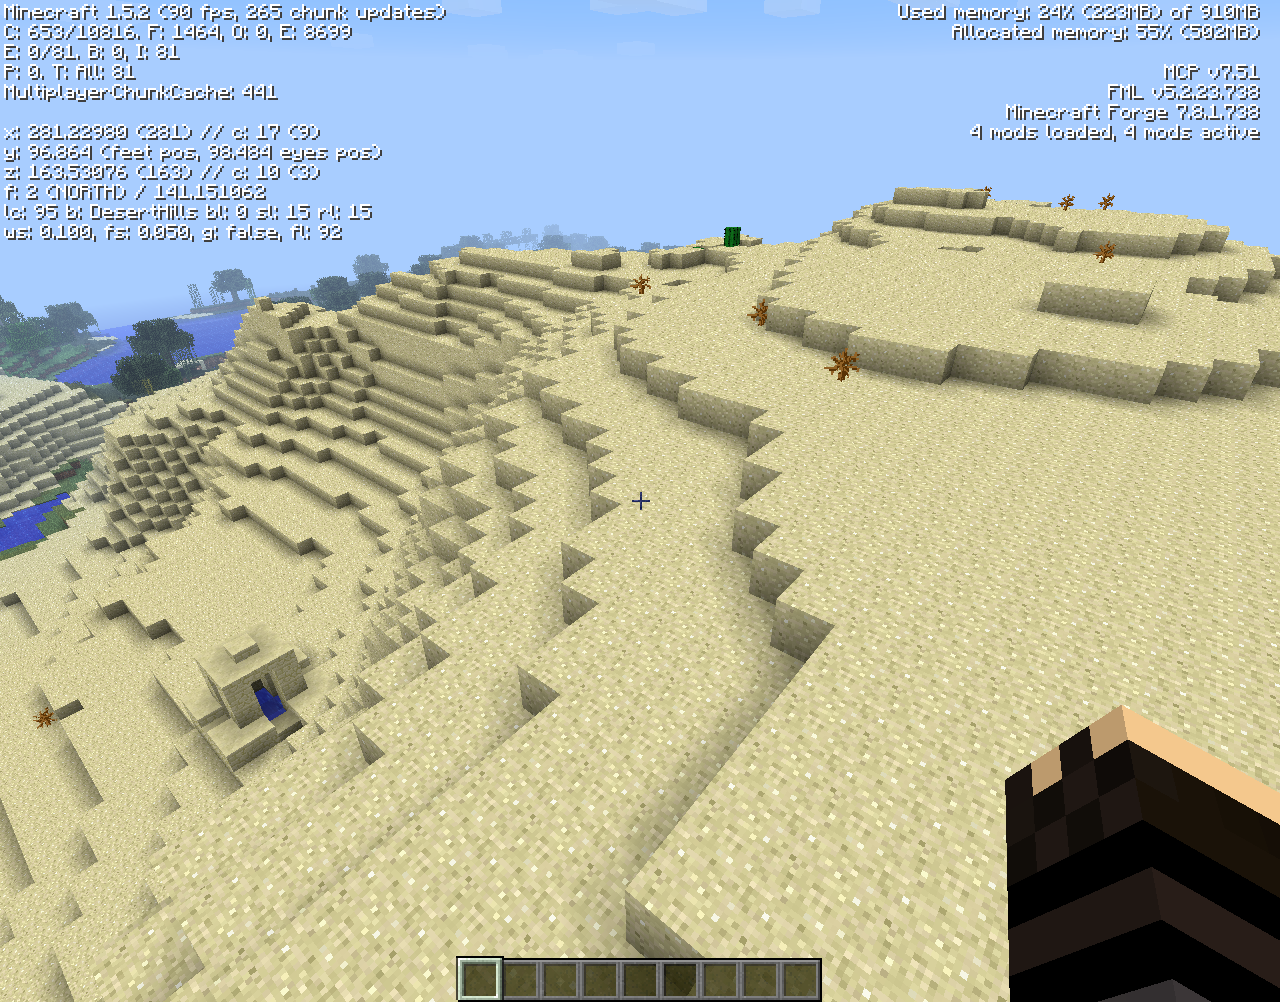 Minecraft 1.5.2 (90 fps, 265 chunk updates)
C: 653/10816. F: 1464, O: 0, E: 8699
E: 0/81. B: 0, I: 81
P: 0. T: All: 81
MultiplayerChunkCache: 441
x: 281.22980 (281) // c: 17 (9)
y: 96.864 (feet pos, 98.484 eyes pos)
z: 163.53076 (163) // c: 10 (3)
f: 2 (NORTH) / 141.151062
lc: 95 b: DesertHills bl: 0 sl: 15 rl: 15
ws: 0.100, fs: 0.050, g: false, fl: 92
Used memory: 24% (223MB) of 910MB
Allocated memory: 55% (502MB)
MCP v7.51
FML v5.2.23.738
Minecraft Forge 7.8.1.738
4 mods loaded, 4 mods active